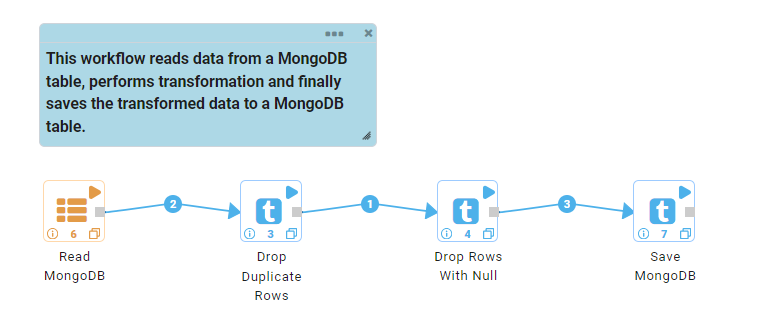 This workflow reads data from a MongoDB
table, performs transformation and finally
saves the transformed data to a MongoDB
table.
2
1
3
t
t
t
6
3
4
7
Read
MongoDB
Drop
Duplicate
Rows
Drop Rows
With Null
Save
MongoDB